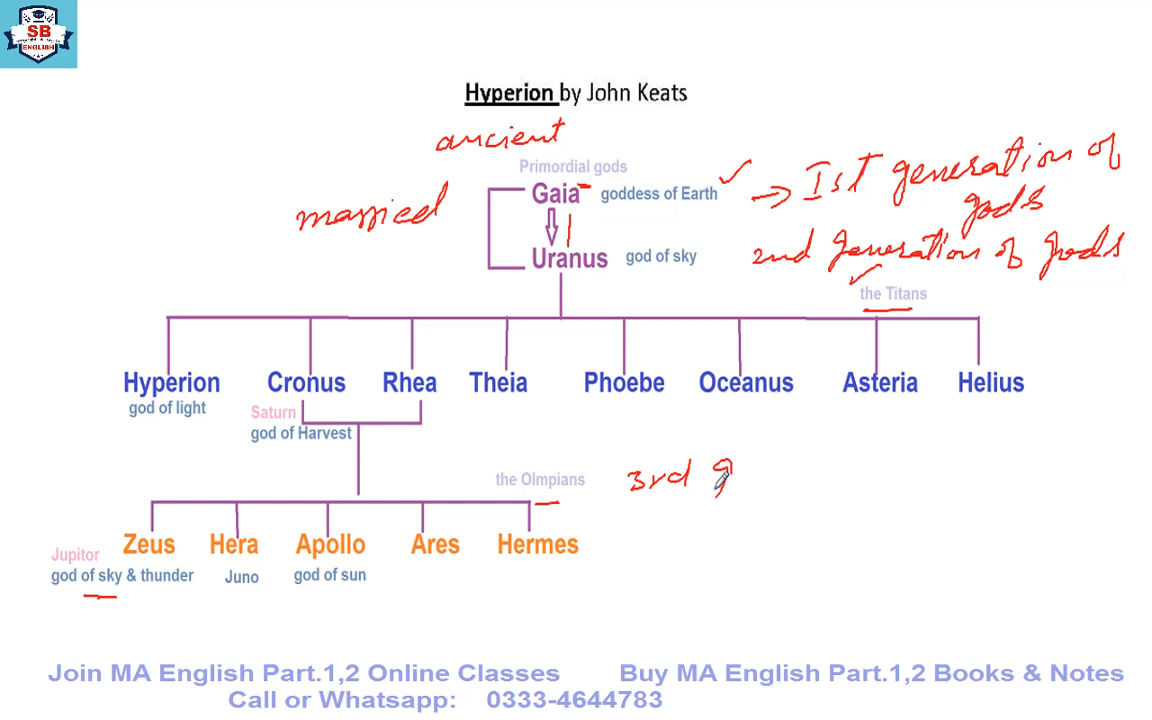 SB
ENGLISH
Hyperion by John Keats
ancient
Primordial gods
Gaia goddess of Earth
→ Ist generation of
gods
married
Uranus god of sky
2nd generation of gods
the Titans
Hyperion Cronus Rhea Theia Phoebe Oceanus Asteria Helius
god of light
Saturn
god of Harvest
the Olmpians
3rd g
Zeus Hera Apollo Ares Hermes
Jupitor
god of sky & thunder Juno god of sun
Join MA English Part.1,2 Online Classes Buy MA English Part.1,2 Books & Notes
Call or Whatsapp: 0333-4644783